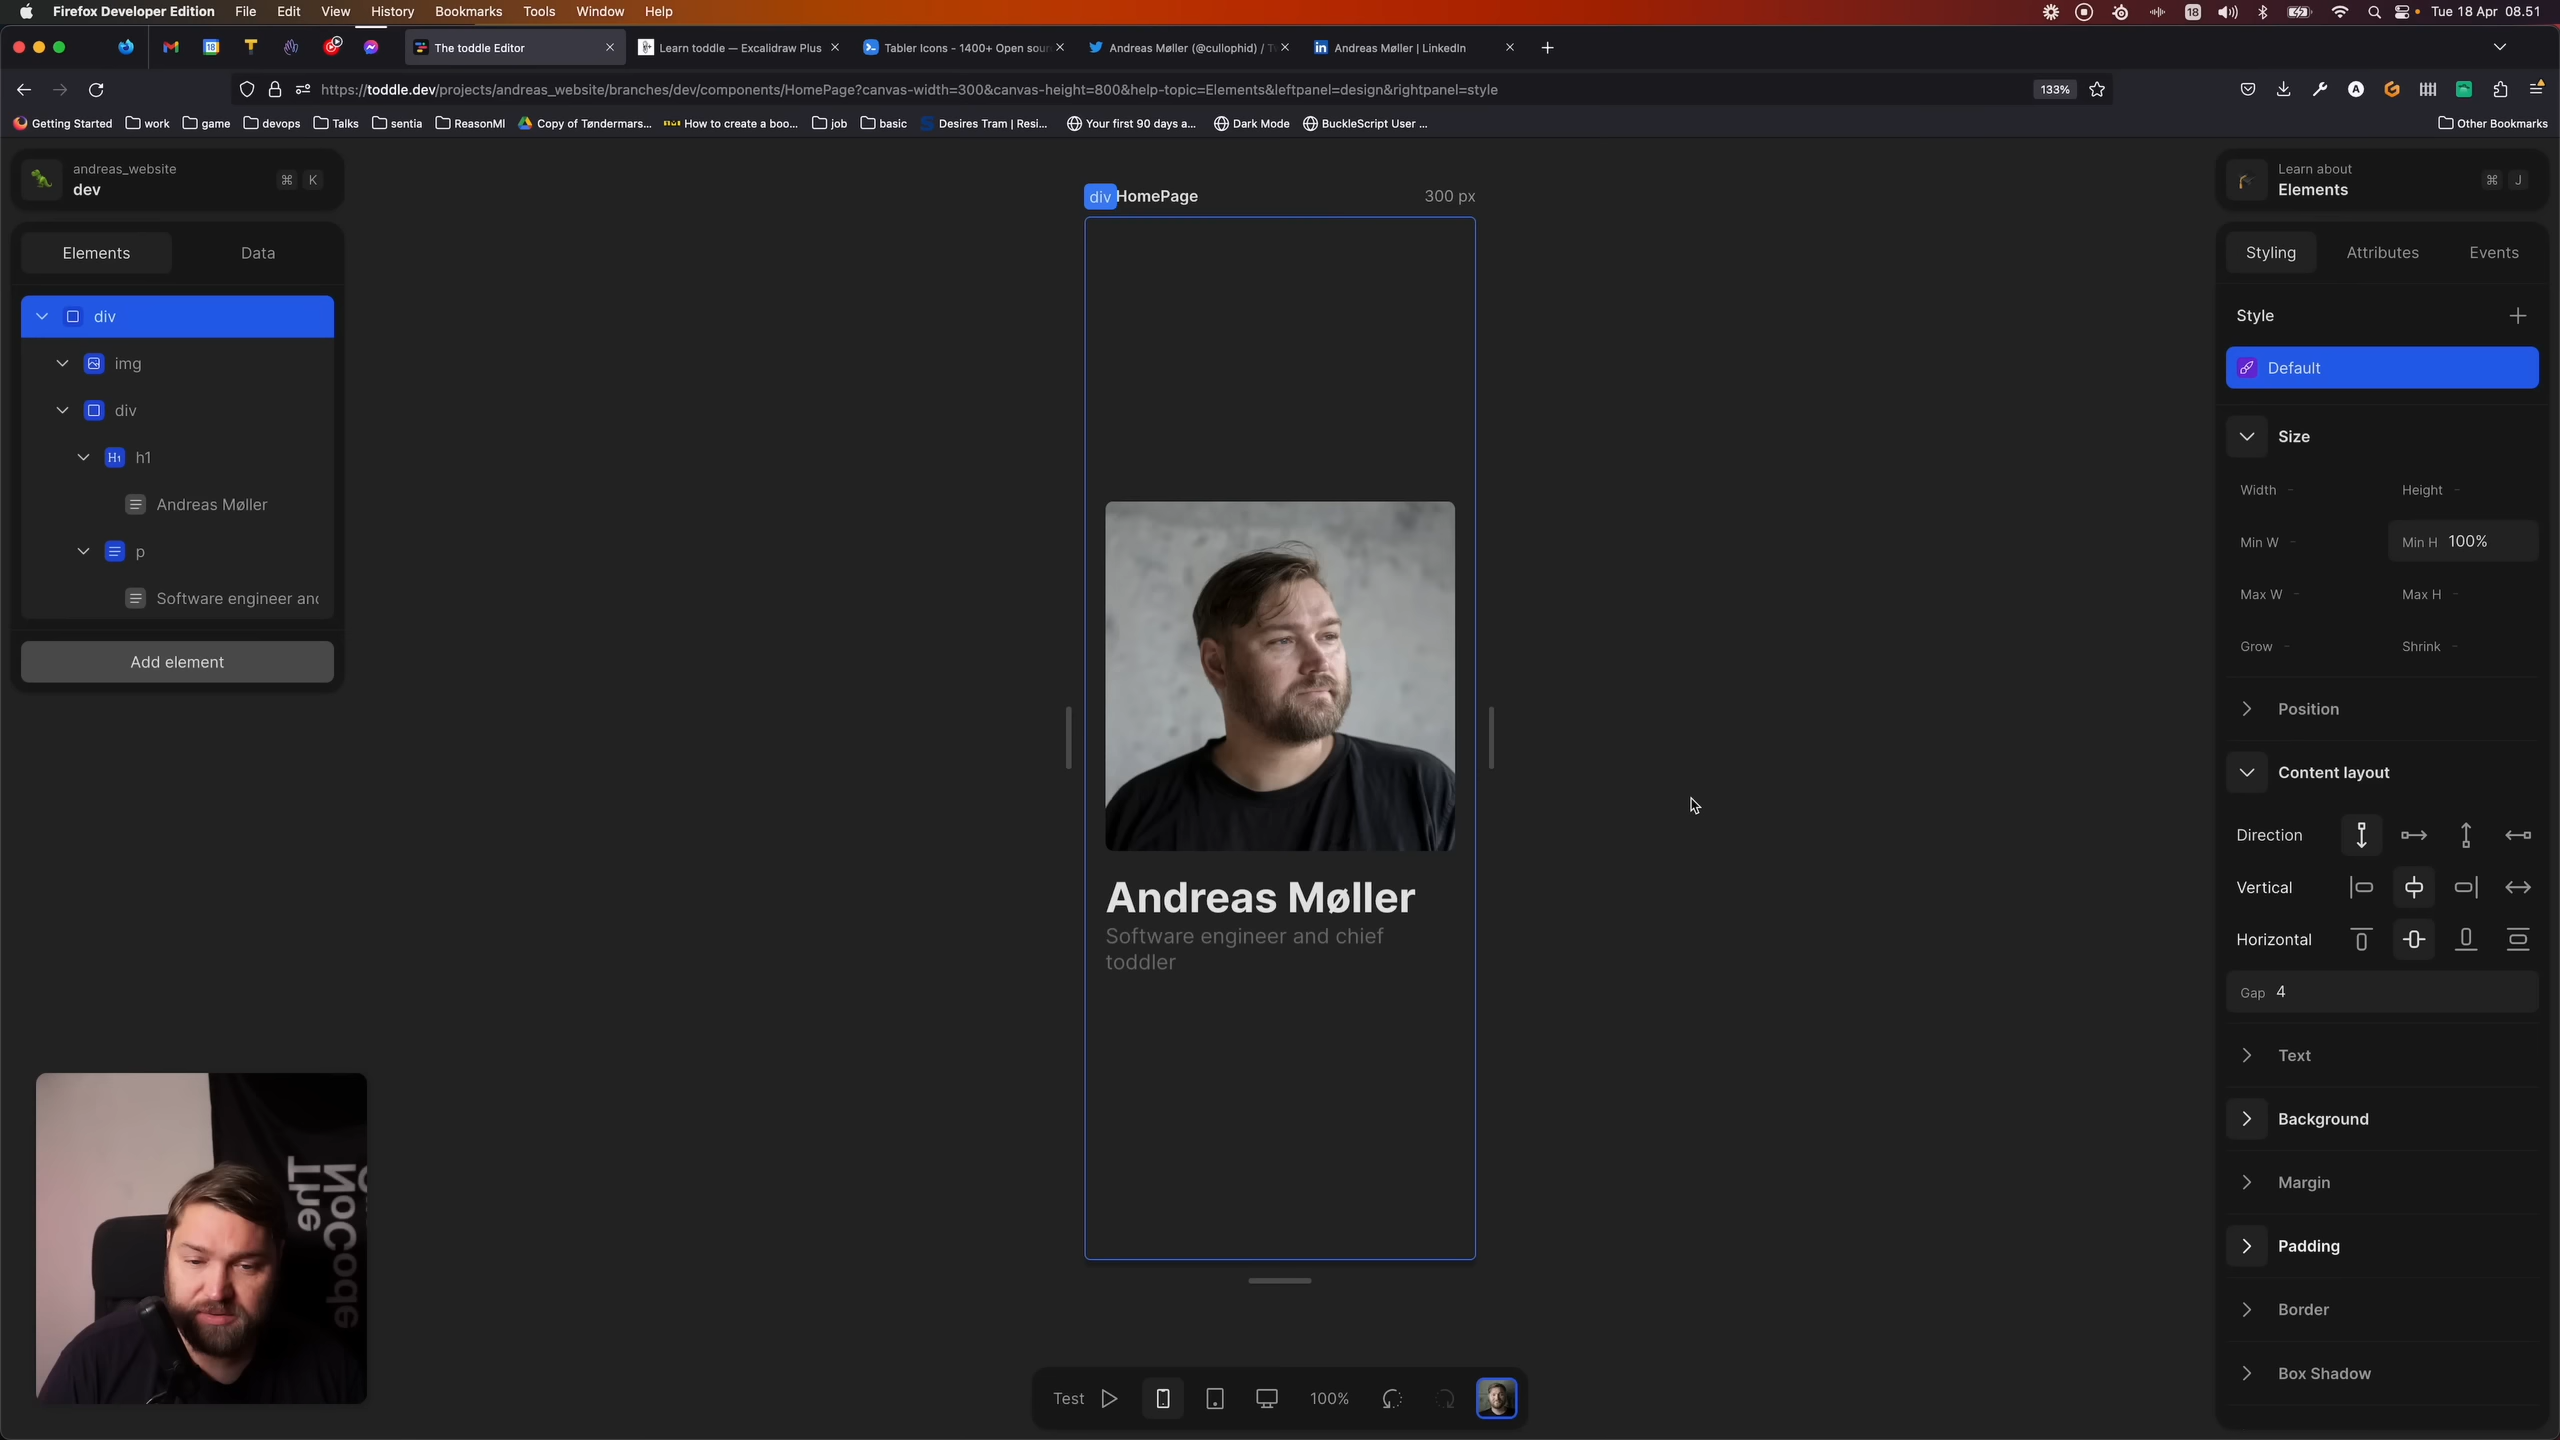 Firefox Developer Edition File Edit View History Bookmarks Tools Window Help 18 Tue 18 Apr 08.51
18 The toddle Editor Learn toddle — Excalidraw Plus Tabler Icons - 1400+ Open sour Andreas Møller (@cullophid) / Andreas Møller | LinkedIn
https://toddle.dev/projects/andreas_website/branches/dev/components/HomePage?canvas-width=300&canvas-height=800&help-topic=Elements&leftpanel=design&rightpanel=style 133%
Getting Started work game devops Talks sentia ReasonMl Copy of Tøndermars... How to create a boo... job basic Desires Tram | Resi... Your first 90 days a... Dark Mode BuckleScript User ... Other Bookmarks
andreas_website
dev
⌘ K
Elements Data
div
img
div
H1 h1
Andreas Møller
p
Software engineer and
Add element
The
NoCode
div HomePage 300 px
Andreas Møller
Software engineer and chief
toddler
Test 100%
Learn about
Elements
⌘ J
Styling Attributes Events
Style
Default
Size
Width - Height -
Min W - Min H 100%
Max W - Max H -
Grow - Shrink -
Position
Content layout
Direction
Vertical
Horizontal
Gap 4
Text
Background
Margin
Padding
Border
Box Shadow